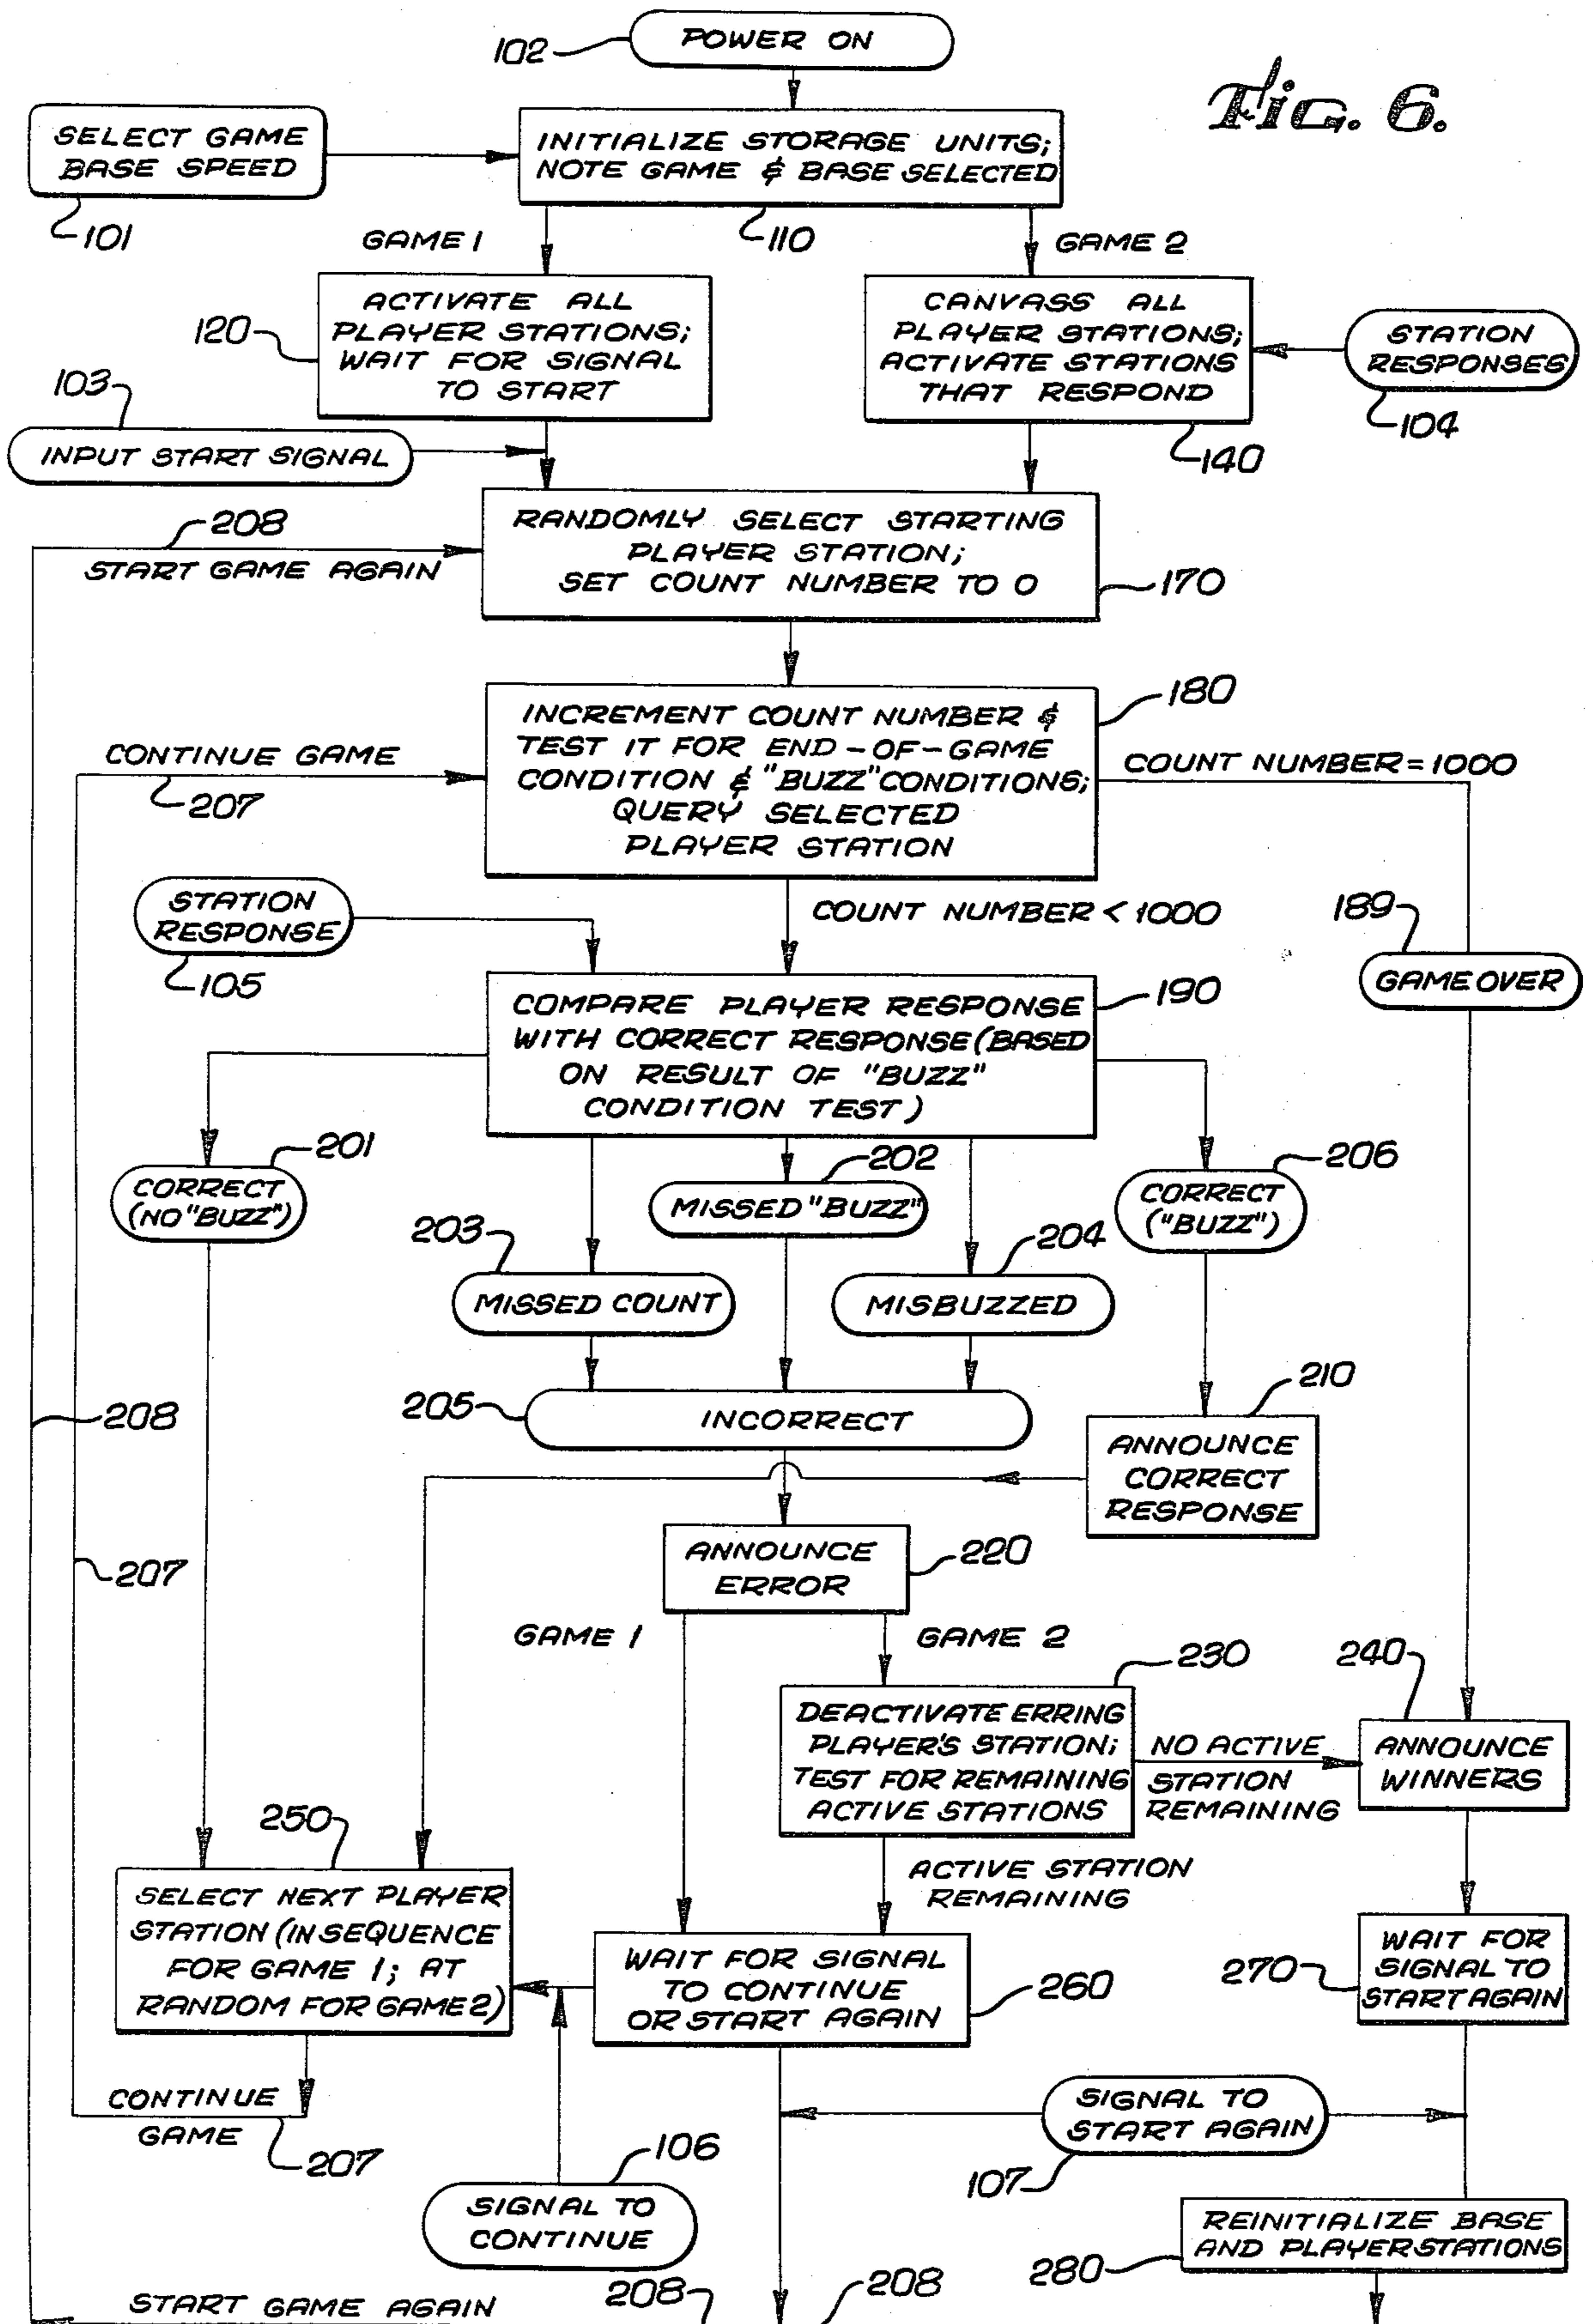 102
POWER ON
Fig. 6.
SELECT GAME
BASE SPEED
101
INITIALIZE STORAGE UNITS;
NOTE GAME & BASE SELECTED
110
GAME 1
GAME 2
120
ACTIVATE ALL
PLAYER STATIONS;
WAIT FOR SIGNAL
TO START
CANVASS ALL
PLAYER STATIONS;
ACTIVATE STATIONS
THAT RESPOND
140
STATION
RESPONSES
104
103
INPUT START SIGNAL
208
START GAME AGAIN
RANDOMLY SELECT STARTING
PLAYER STATION;
SET COUNT NUMBER TO 0
170
180
INCREMENT COUNT NUMBER &
TEST IT FOR END-OF-GAME
CONDITION & "BUZZ" CONDITIONS;
QUERY SELECTED
PLAYER STATION
CONTINUE GAME
207
COUNT NUMBER = 1000
STATION
RESPONSE
105
COUNT NUMBER < 1000
189
GAME OVER
190
COMPARE PLAYER RESPONSE
WITH CORRECT RESPONSE (BASED
ON RESULT OF "BUZZ"
CONDITION TEST)
201
CORRECT
(NO "BUZZ")
202
MISSED "BUZZ"
206
CORRECT
("BUZZ")
203
MISSED COUNT
204
MISBUZZED
205
INCORRECT
210
ANNOUNCE
CORRECT
RESPONSE
208
207
ANNOUNCE
ERROR
220
GAME 1
GAME 2
230
DEACTIVATE ERRING
PLAYER'S STATION;
TEST FOR REMAINING
ACTIVE STATIONS
NO ACTIVE
STATION
REMAINING
240
ANNOUNCE
WINNERS
250
SELECT NEXT PLAYER
STATION (IN SEQUENCE
FOR GAME 1; AT
RANDOM FOR GAME 2)
ACTIVE STATION
REMAINING
WAIT FOR SIGNAL
TO CONTINUE
OR START AGAIN
260
270
WAIT FOR
SIGNAL TO
START AGAIN
CONTINUE
GAME
207
106
SIGNAL TO
CONTINUE
SIGNAL TO
START AGAIN
107
REINITIALIZE BASE
AND PLAYER STATIONS
280
START GAME AGAIN
208
208